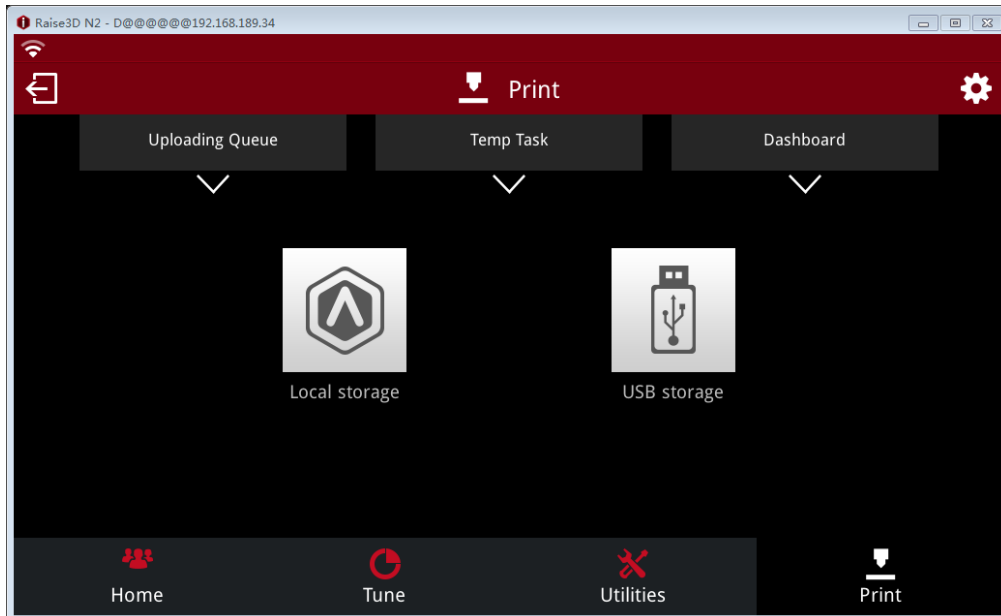 Raise3D N2 - D@@@@@@192.168.189.34
Print
Uploading Queue
Temp Task
Dashboard
Local storage
USB storage
Home
Tune
Utilities
Print